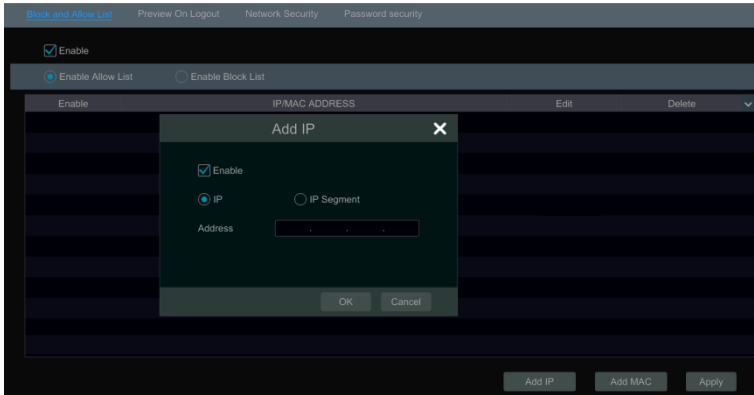 Block and Allow List Preview On Logout Network Security Password security
Enable
Enable Allow List Enable Block List
Enable IP/MAC ADDRESS Edit Delete
Add IP
Enable
IP IP Segment
Address . . .
OK Cancel
Add IP Add MAC Apply